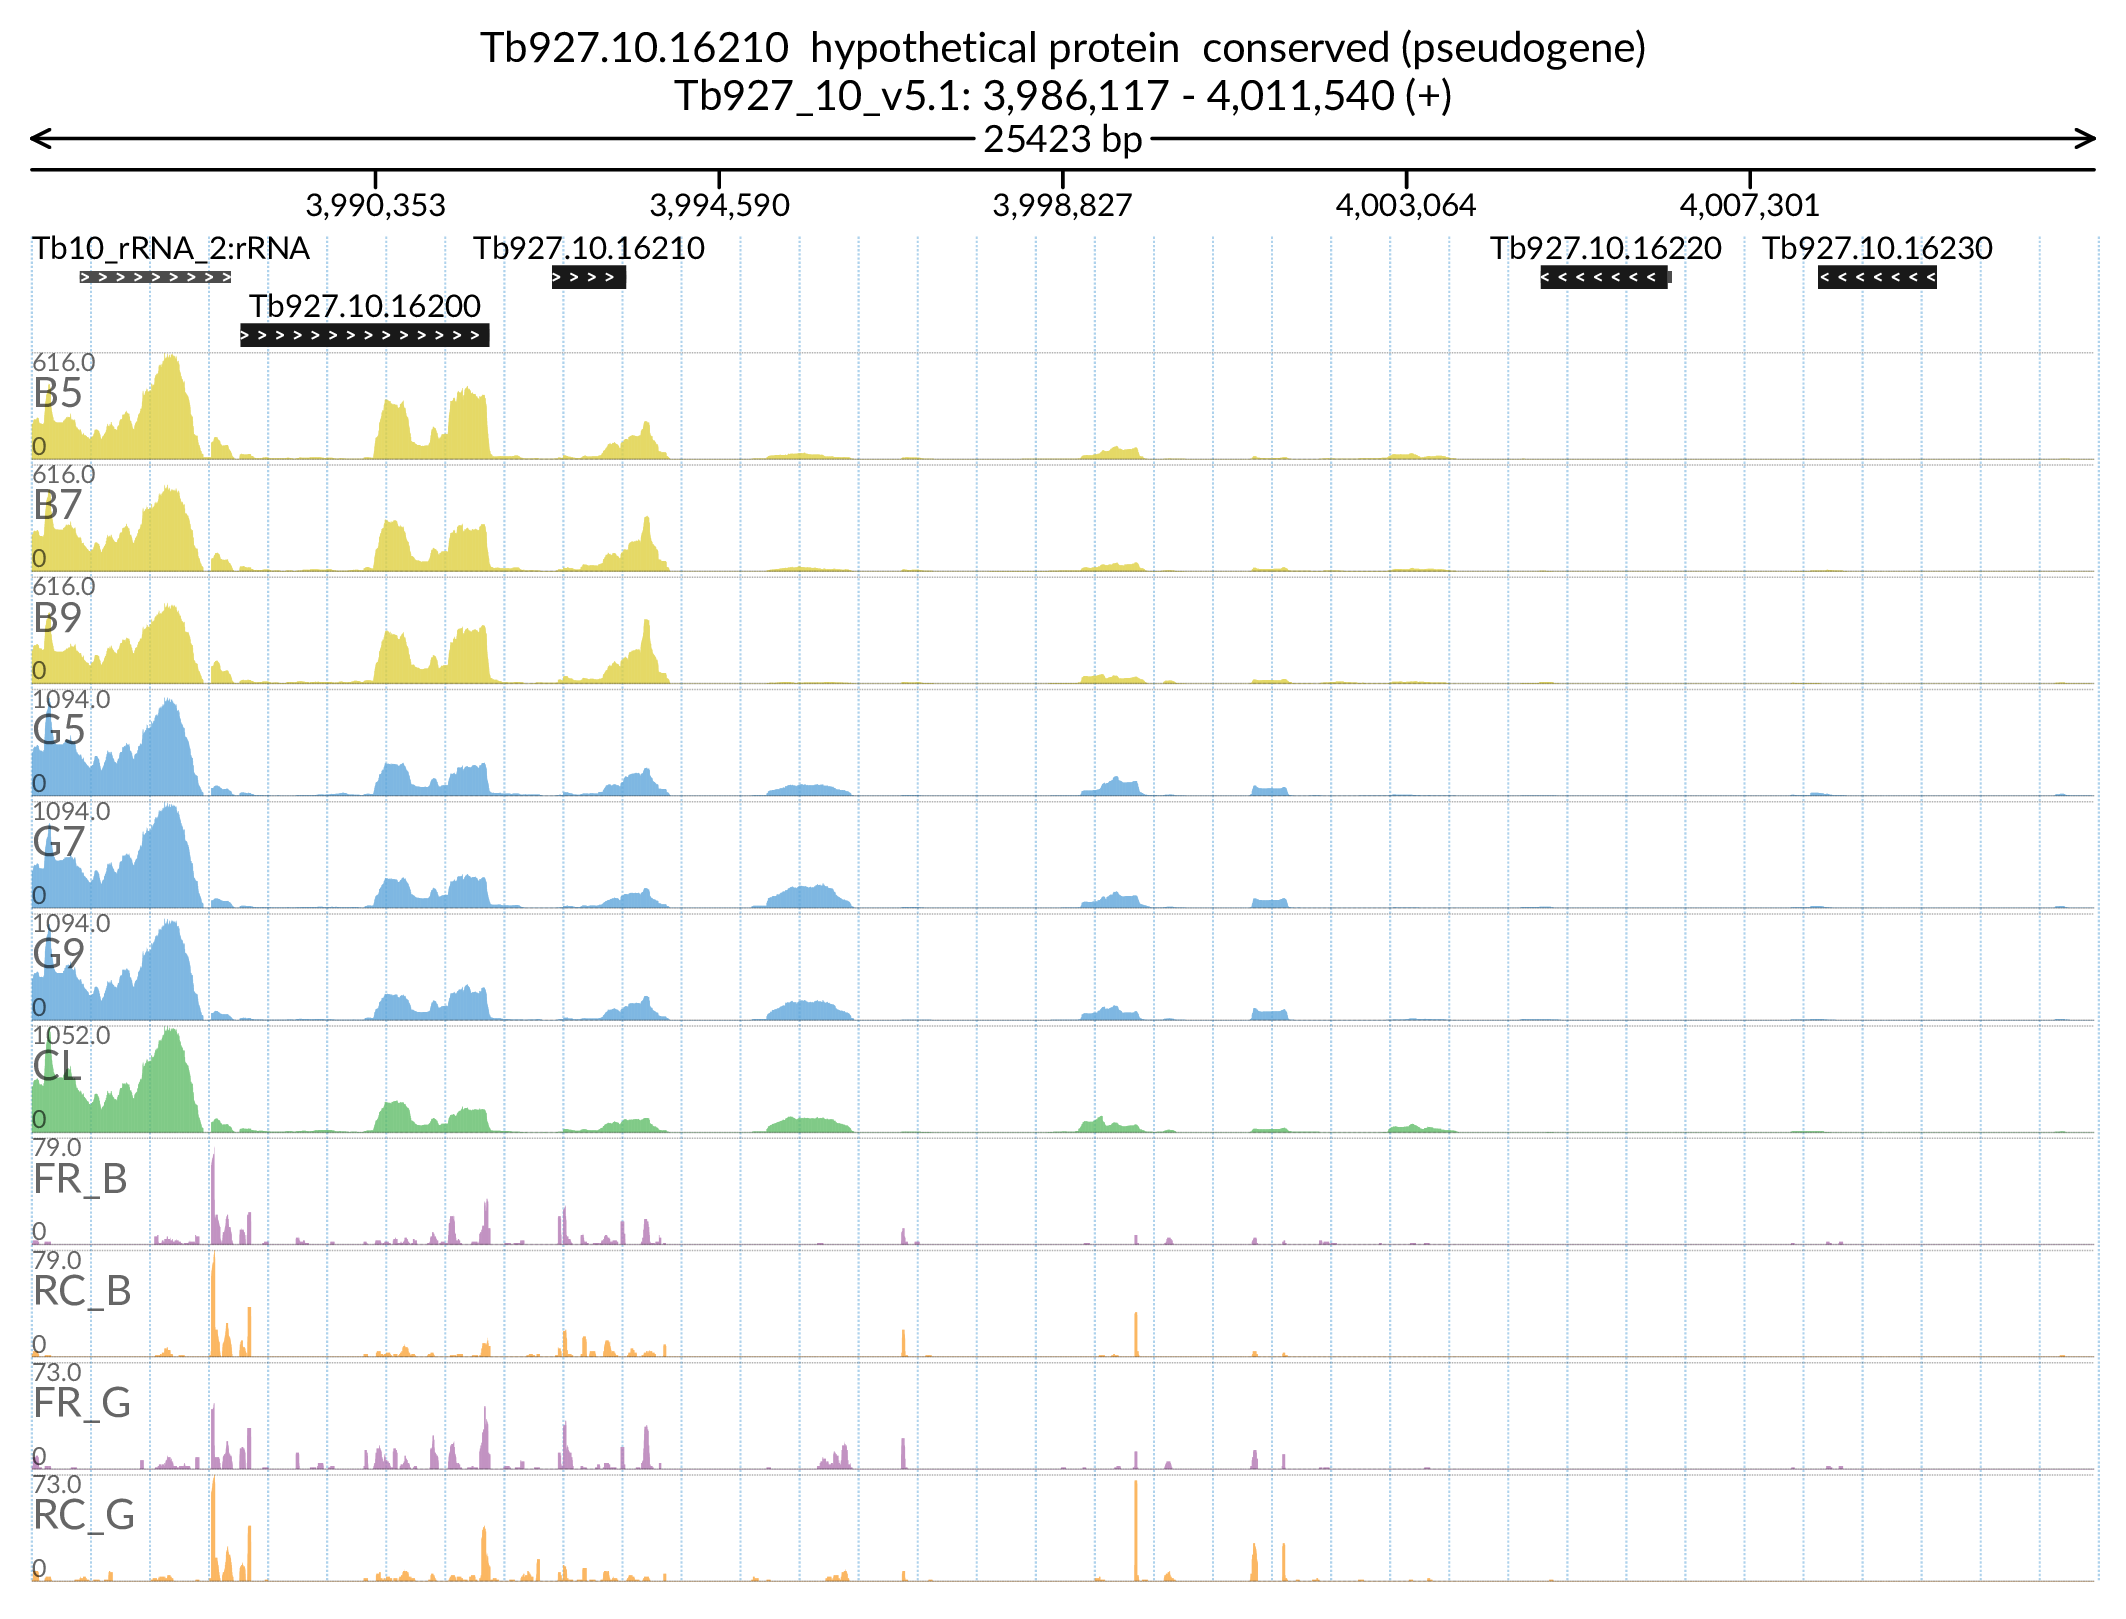 Tb927.10.16210  hypothetical protein  conserved (pseudogene)
Tb927_10_v5.1: 3,986,117 - 4,011,540 (+)
25423 bp
3,990,353 3,994,590 3,998,827 4,003,064 4,007,301
Tb10_rRNA_2:rRNA Tb927.10.16210 Tb927.10.16220 Tb927.10.16230
Tb927.10.16200
616.0
B5
0
616.0
B7
0
616.0
B9
0
1094.0
G5
0
1094.0
G7
0
1094.0
G9
0
1052.0
CL
0
79.0
FR_B
0
79.0
RC_B
0
73.0
FR_G
0
73.0
RC_G
0